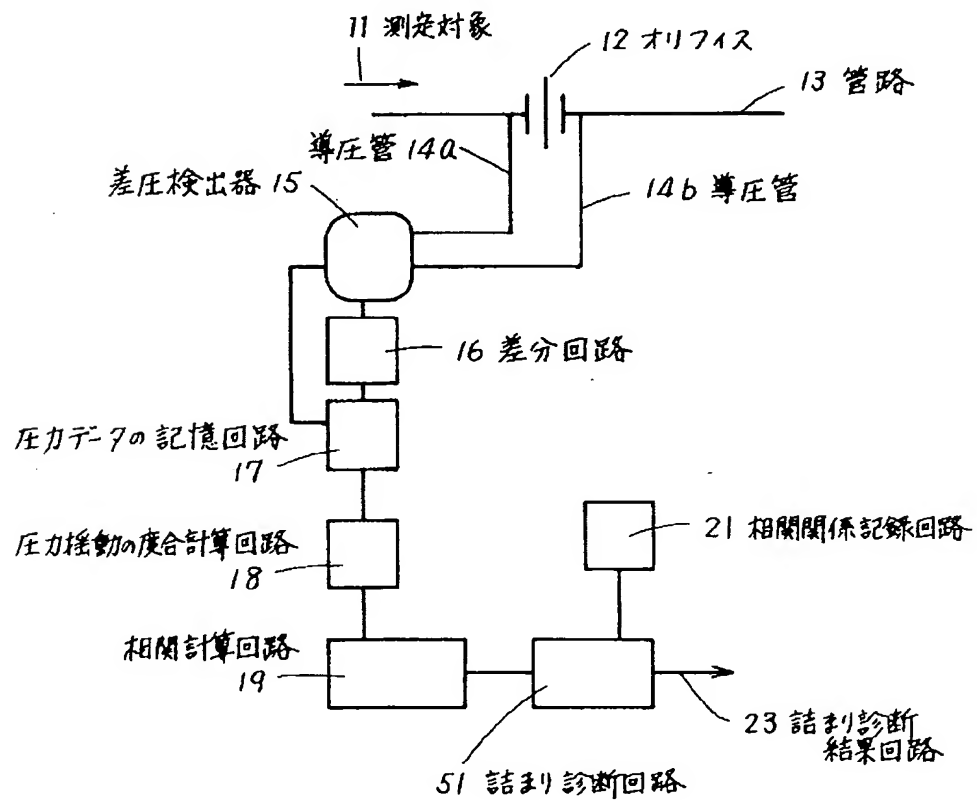 11 測定対象
12 オリフィス
13 管路
導圧管 14a
差圧検出器 15
14b 導圧管
16 差分回路
圧力データの記憶回路
17
圧力揺動の度合計算回路
18
21 相関関係記録回路
相関計算回路
19
23 詰まり診断
結果回路
51 詰まり診断回路